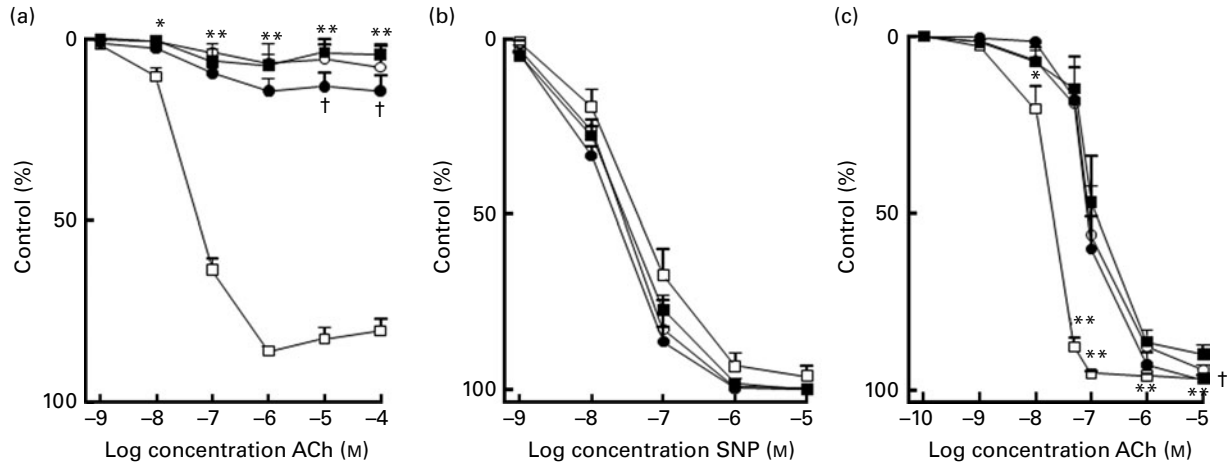 (a)
0
50
100
Control (%)
* ** ** ** **
† †
–9 –8 –7 –6 –5 –4
Log concentration ACh (M)
(b)
0
50
100
Control (%)
–9 –8 –7 –6 –5
Log concentration SNP (M)
(c)
0
50
100
Control (%)
*
**
**
** **
†
–10 –9 –8 –7 –6 –5
Log concentration ACh (M)